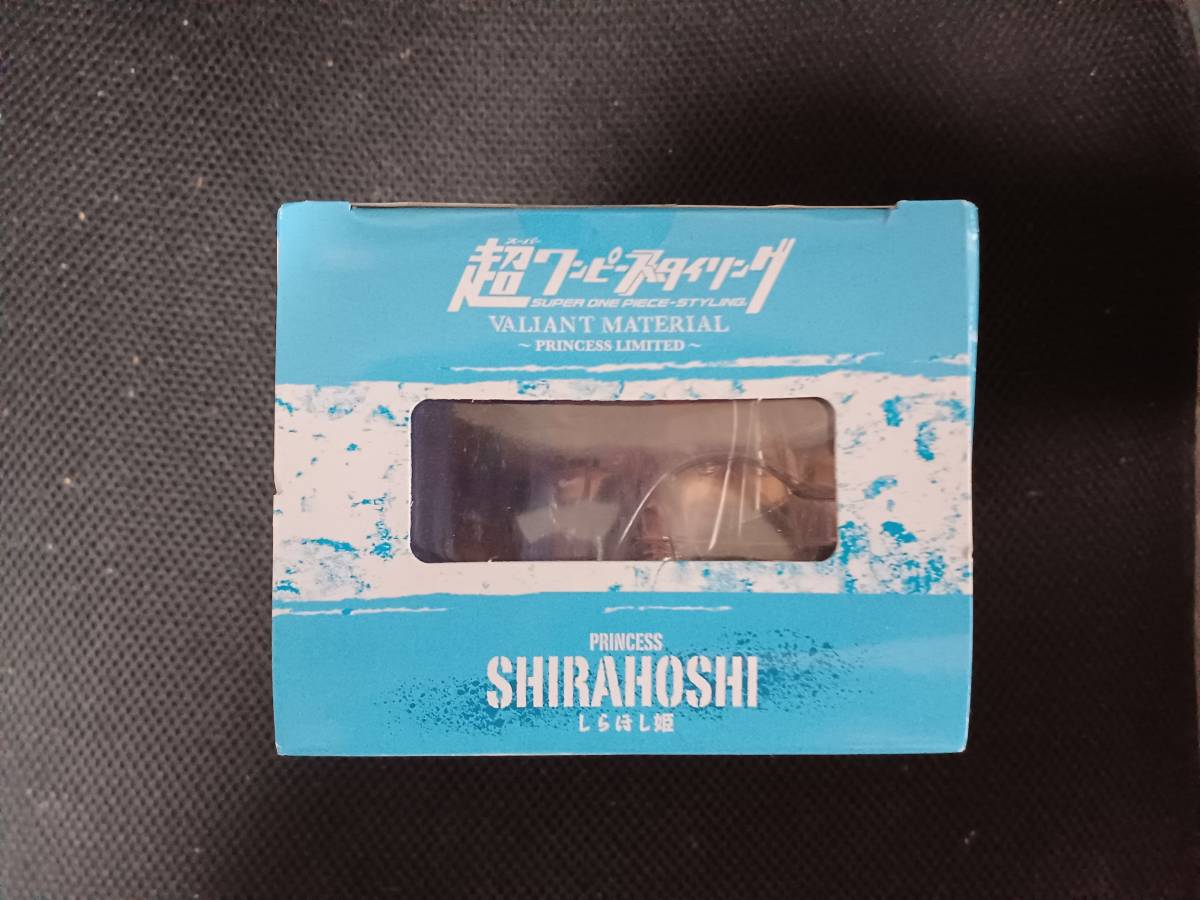 スーパー
超ワンピーススタイリング
SUPER ONE PIECE-STYLING
VALIANT MATERIAL
~ PRINCESS LIMITED ~
PRINCESS
SHIRAHOSHI
しらほし姫